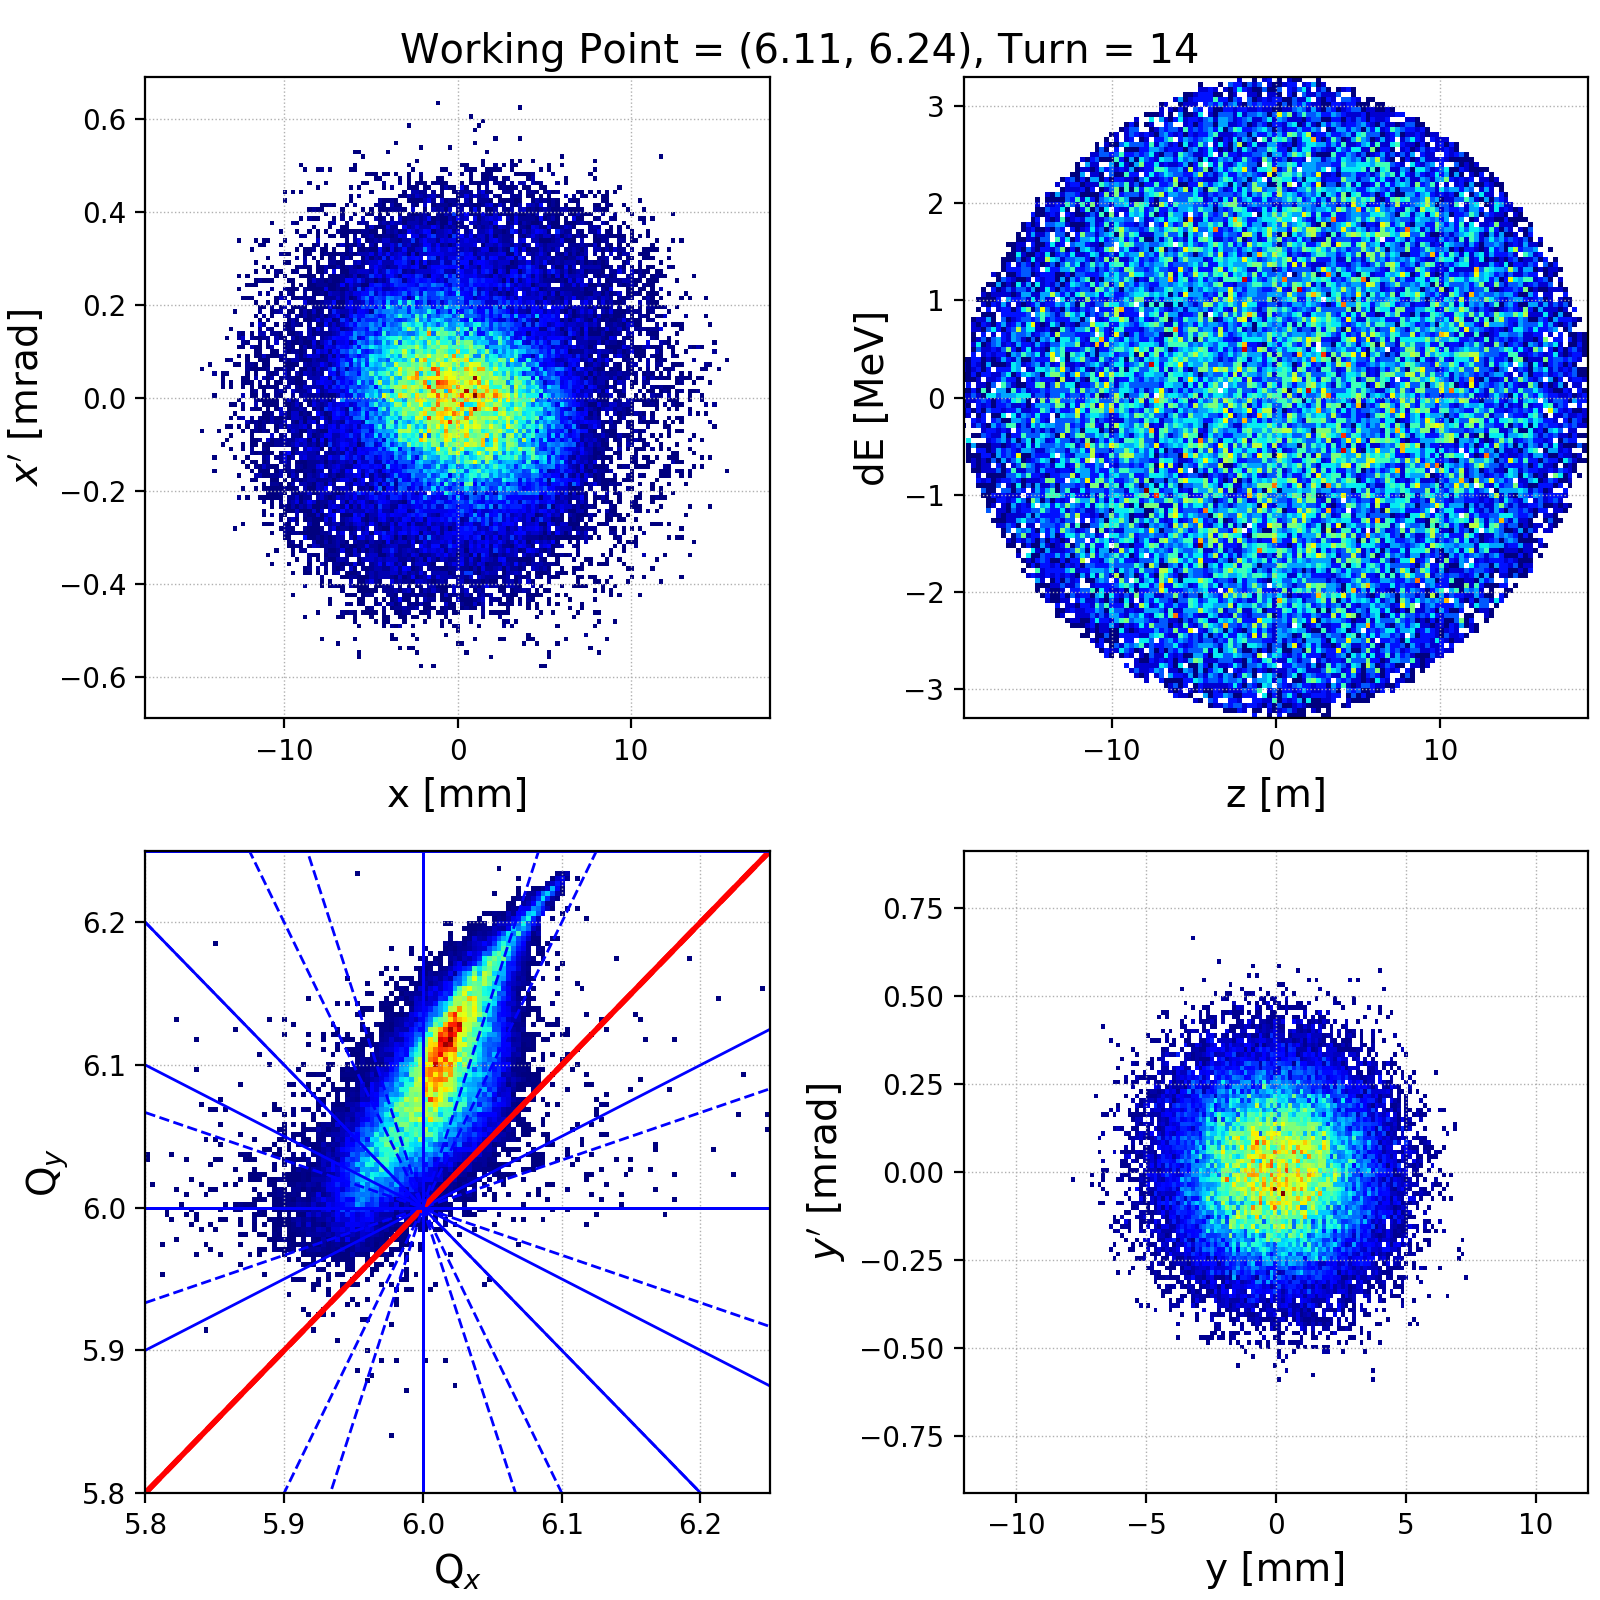 Working Point = (6.11, 6.24), Turn = 14
0.6
0.4
0.2
0.0
−0.2
−0.4
−0.6
x′ [mrad]
−10 0 10
x [mm]
3
2
1
0
−1
−2
−3
dE [MeV]
−10 0 10
z [m]
6.2
6.1
6.0
5.9
5.8
Qy
5.8 5.9 6.0 6.1 6.2
Qx
0.75
0.50
0.25
0.00
−0.25
−0.50
−0.75
y′ [mrad]
−10 −5 0 5 10
y [mm]